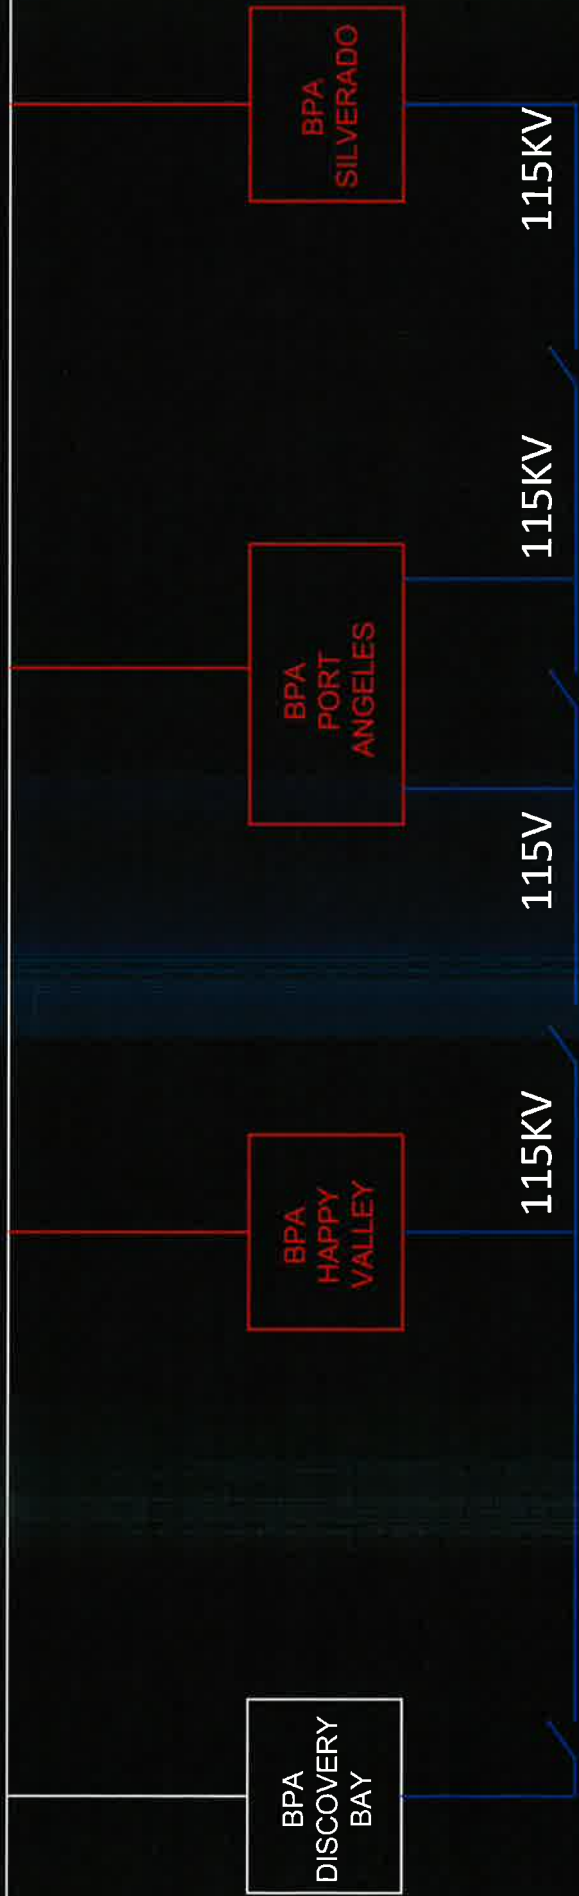 BPA
DISCOVERY
BAY
BPA
HAPPY
VALLEY
BPA
PORT
ANGELES
BPA
SILVERADO
115KV
115V
115KV
115KV